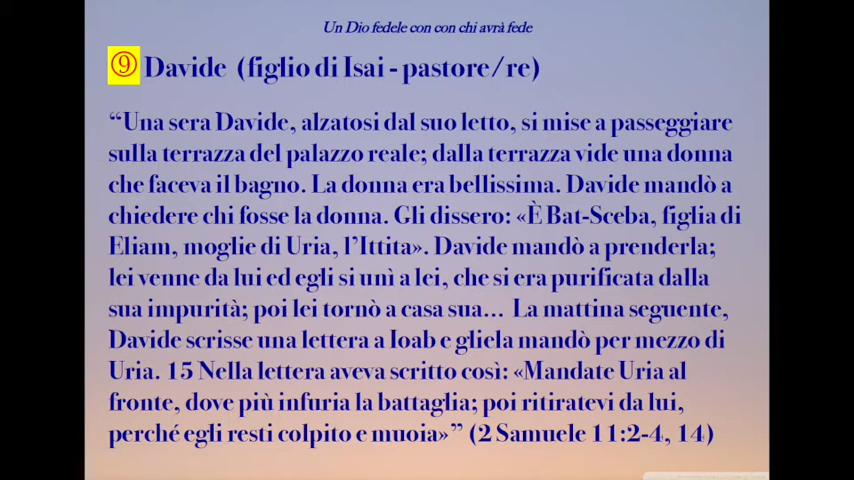 Un Dio fedele con con chi avrà fede
⑨ Davide (figlio di Isai - pastore/re)
“Una sera Davide, alzatosi dal suo letto, si mise a passeggiare
sulla terrazza del palazzo reale; dalla terrazza vide una donna
che faceva il bagno. La donna era bellissima. Davide mandò a
chiedere chi fosse la donna. Gli dissero: «È Bat-Sceba, figlia di
Eliam, moglie di Uria, l’Ittita». Davide mandò a prenderla;
lei venne da lui ed egli si unì a lei, che si era purificata dalla
sua impurità; poi lei tornò a casa sua… La mattina seguente,
Davide scrisse una lettera a Ioab e gliela mandò per mezzo di
Uria. 15 Nella lettera aveva scritto così: «Mandate Uria al
fronte, dove più infuria la battaglia; poi ritiratevi da lui,
perché egli resti colpito e muoia»” (2 Samuele 11:2-4, 14)